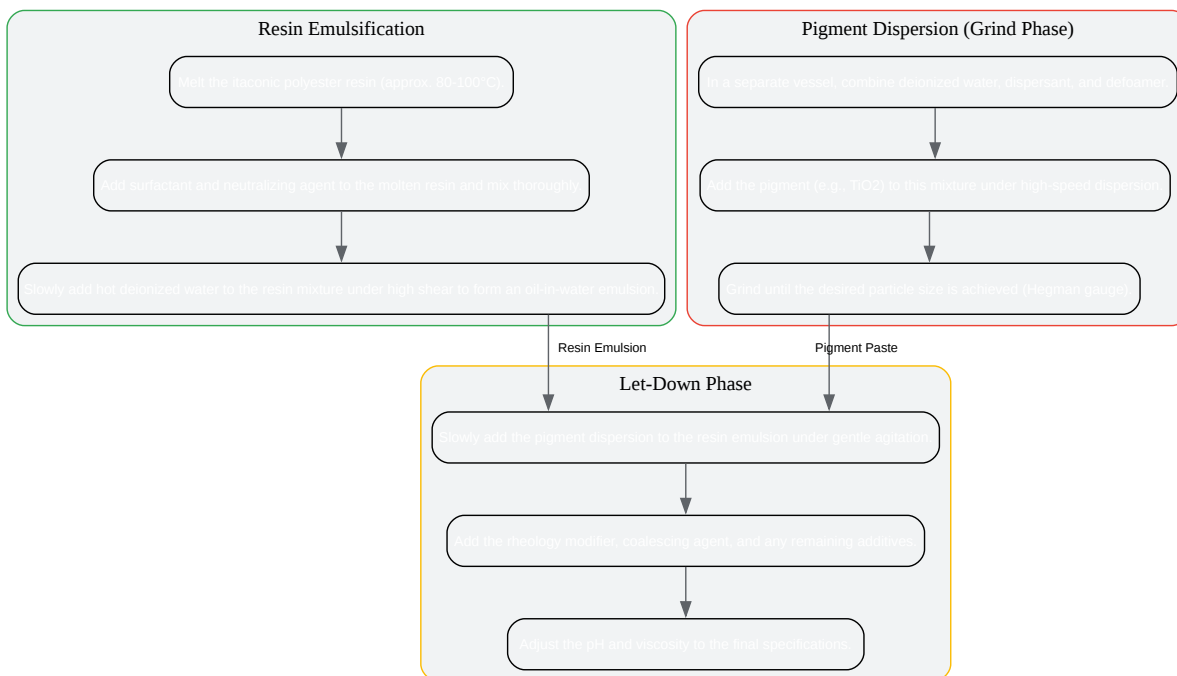 Resin Emulsification
Melt the itaconic polyester resin (approx. 80-100°C).
Add surfactant and neutralizing agent to the molten resin and mix thoroughly.
Slowly add hot deionized water to the resin mixture under high shear to form an oil-in-water emulsion.
Pigment Dispersion (Grind Phase)
In a separate vessel, combine deionized water, dispersant, and defoamer.
Add the pigment (e.g., TiO2) to this mixture under high-speed dispersion.
Grind until the desired particle size is achieved (Hegman gauge).
Resin Emulsion
Pigment Paste
Let-Down Phase
Slowly add the pigment dispersion to the resin emulsion under gentle agitation.
Add the rheology modifier, coalescing agent, and any remaining additives.
Adjust the pH and viscosity to the final specifications.